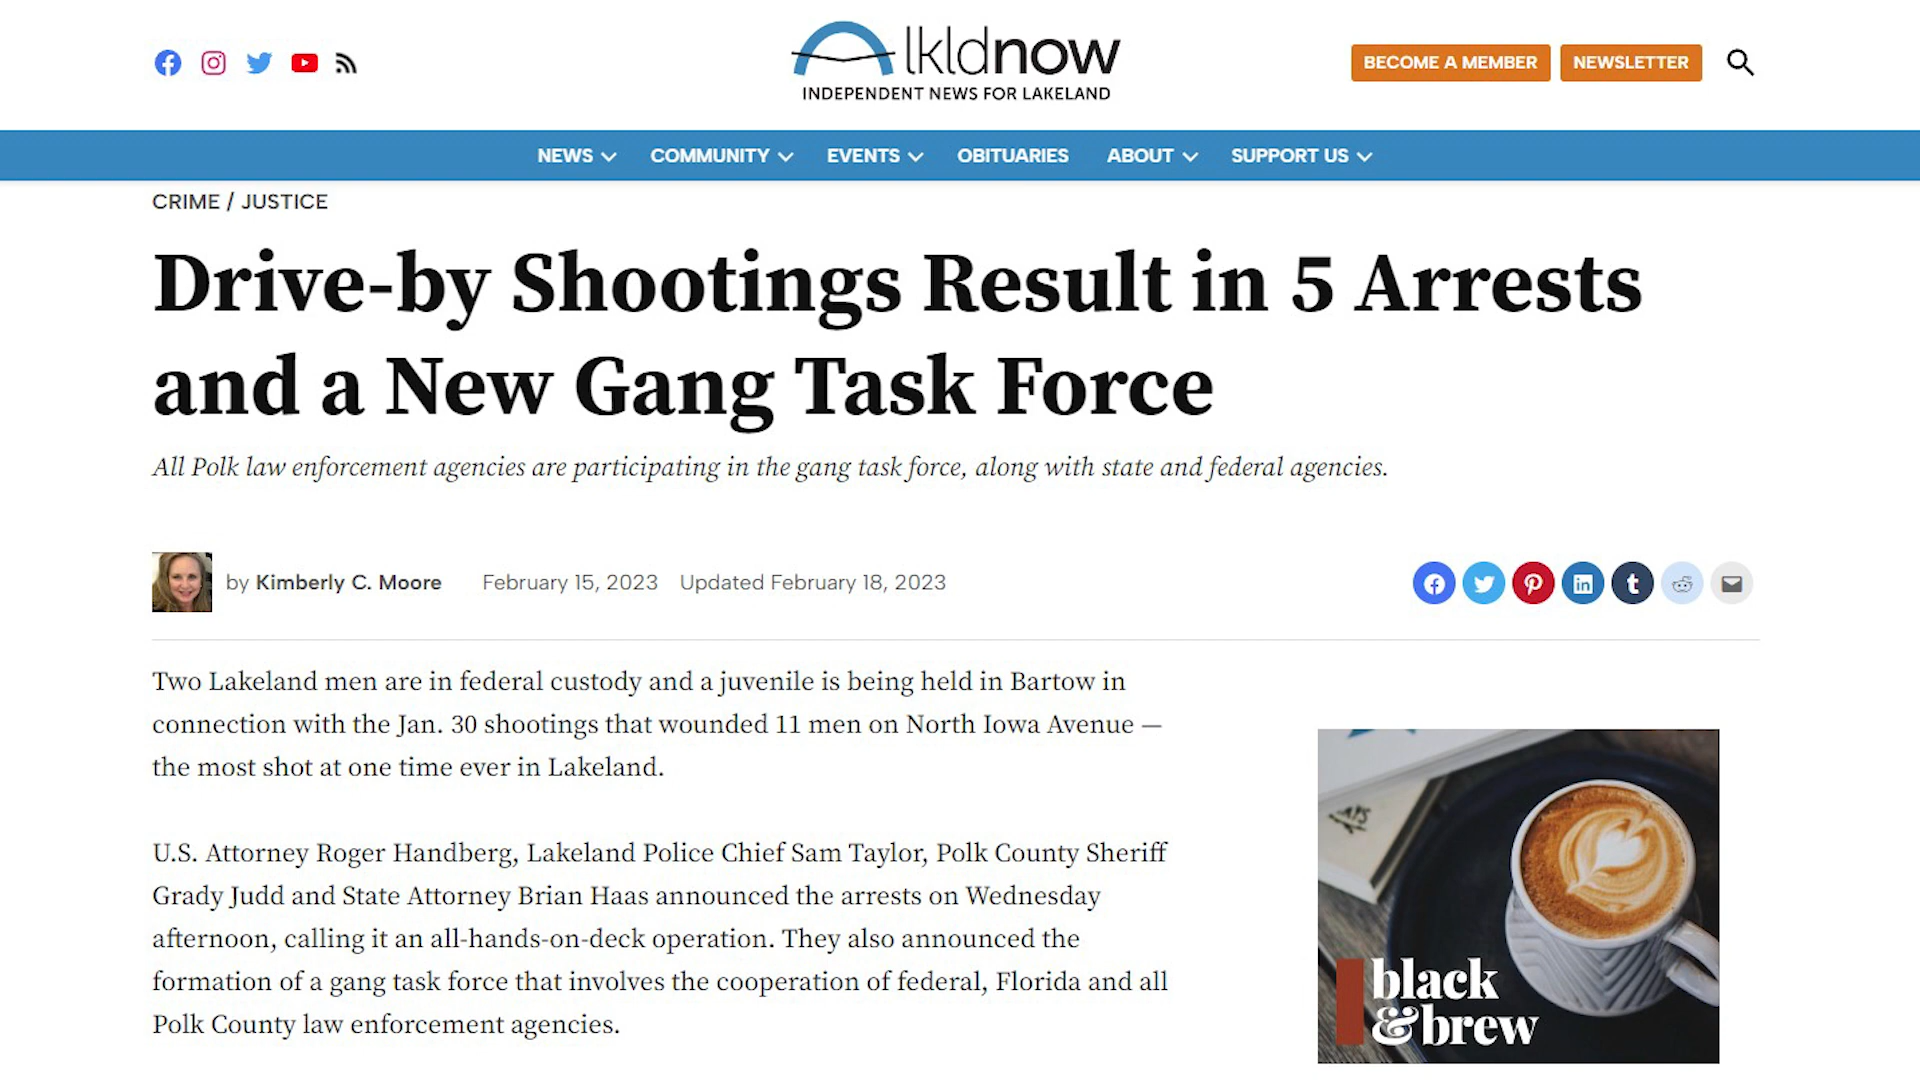 lkldnow
INDEPENDENT NEWS FOR LAKELAND
BECOME A MEMBER
NEWSLETTER
NEWS
COMMUNITY
EVENTS
OBITUARIES
ABOUT
SUPPORT US
CRIME / JUSTICE
Drive-by Shootings Result in 5 Arrests
and a New Gang Task Force
All Polk law enforcement agencies are participating in the gang task force, along with state and federal agencies.
by Kimberly C. Moore February 15, 2023 Updated February 18, 2023
Two Lakeland men are in federal custody and a juvenile is being held in Bartow in
connection with the Jan. 30 shootings that wounded 11 men on North Iowa Avenue —
the most shot at one time ever in Lakeland.
U.S. Attorney Roger Handberg, Lakeland Police Chief Sam Taylor, Polk County Sheriff
Grady Judd and State Attorney Brian Haas announced the arrests on Wednesday
afternoon, calling it an all-hands-on-deck operation. They also announced the
formation of a gang task force that involves the cooperation of federal, Florida and all
Polk County law enforcement agencies.
black
&brew